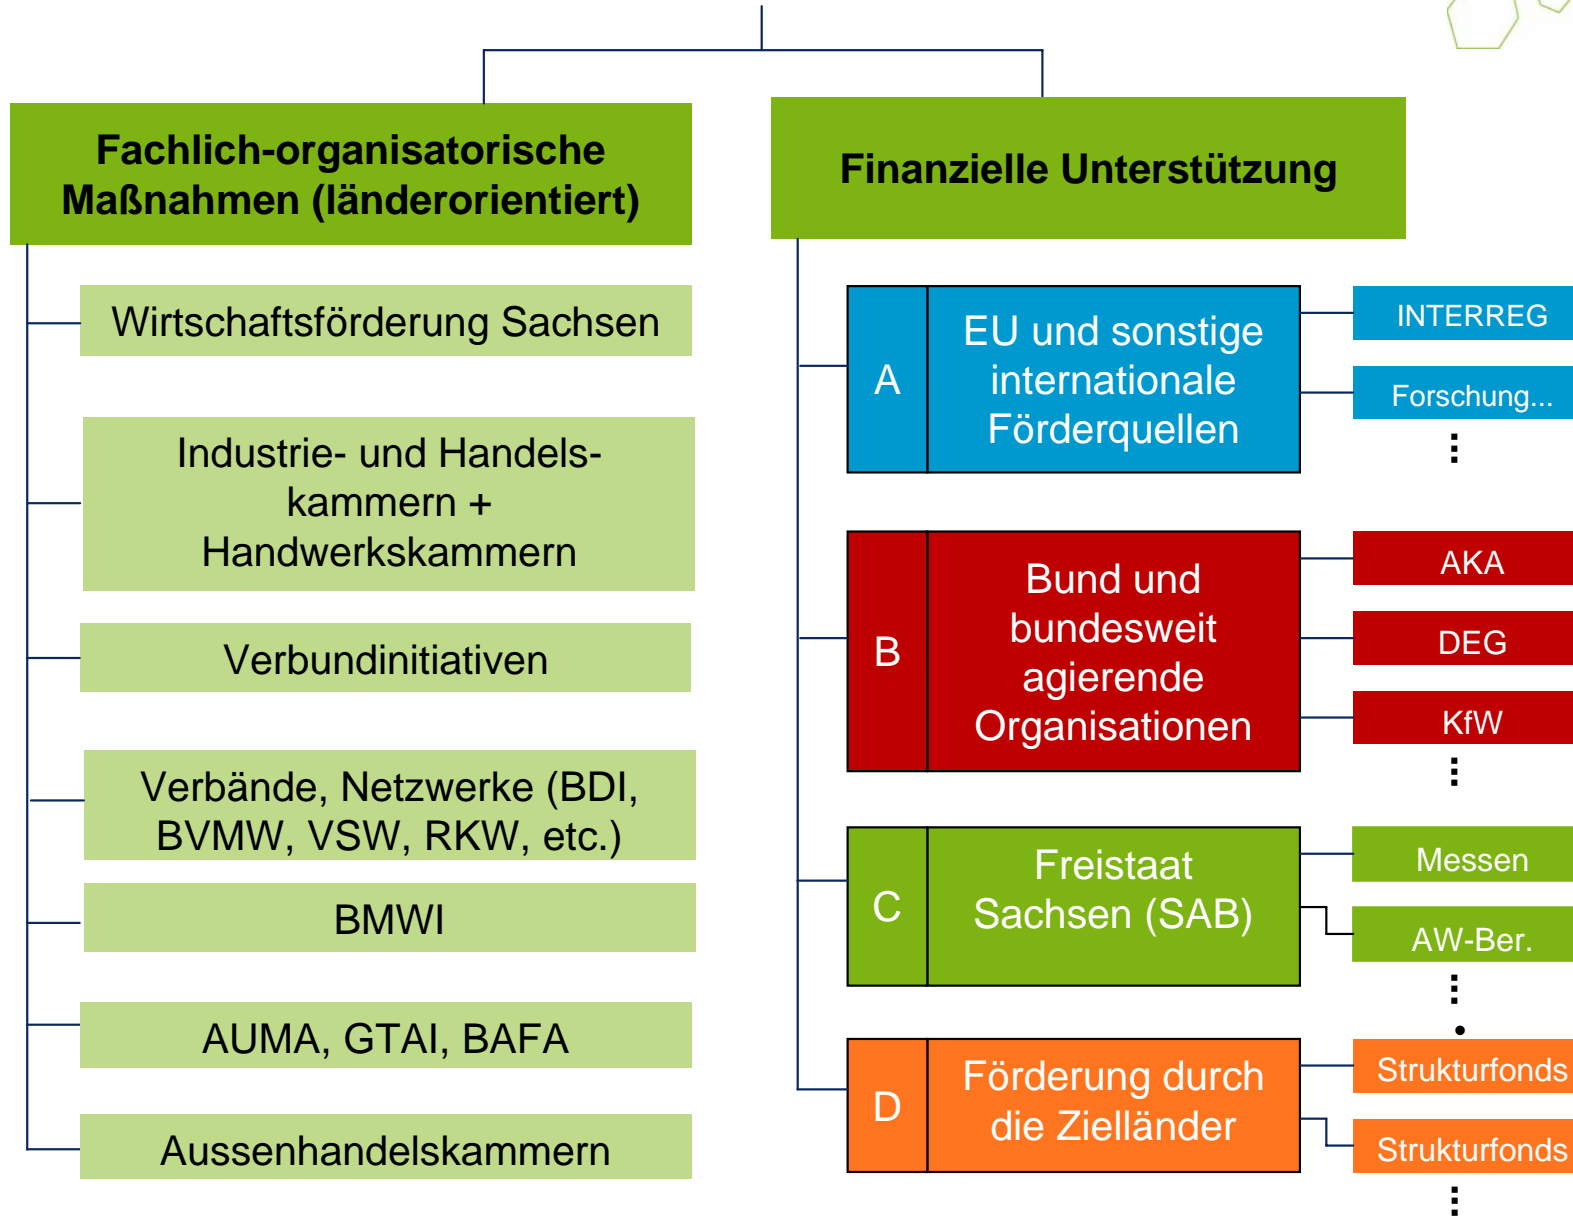 Fachlich-organisatorische
Maßnahmen (länderorientiert)
Wirtschaftsförderung Sachsen
Industrie- und Handels-
kammern +
Handwerkskammern
Verbundinitiativen
Verbände, Netzwerke (BDI,
BVMW, VSW, RKW, etc.)
BMWI
AUMA, GTAI, BAFA
Aussenhandelskammern
Finanzielle Unterstützung
A
EU und sonstige
internationale
Förderquellen
INTERREG
Forschung...
B
Bund und
bundesweit
agierende
Organisationen
AKA
DEG
KfW
C
Freistaat
Sachsen (SAB)
Messen
AW-Ber.
D
Förderung durch
die Zielländer
Strukturfonds
Strukturfonds